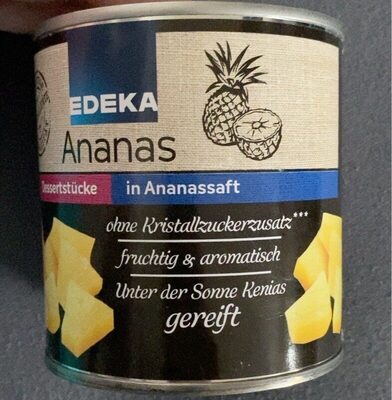 EDEKA
Ananas
Dessertstücke in Ananassaft
ohne Kristallzuckerzusatz***
fruchtig & aromatisch
Unter der Sonne Kenias
gereift